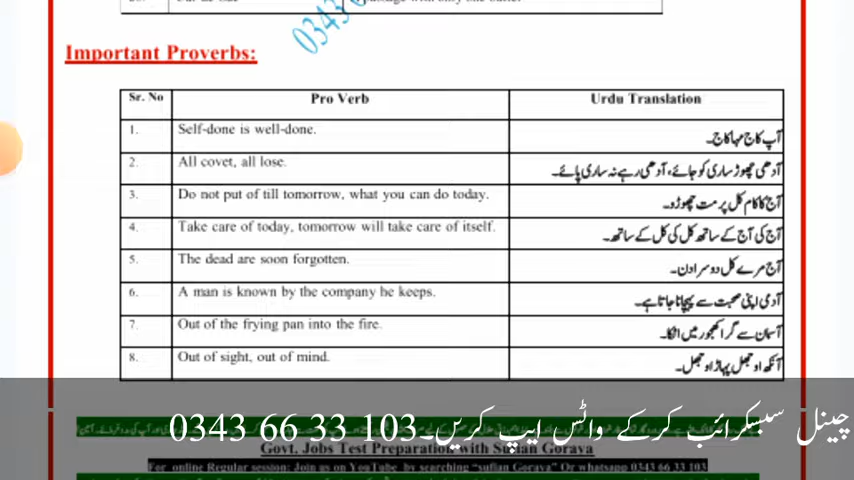 0343 6
Important Proverbs:
Sr. No Pro Verb Urdu Translation
1. Self-done is well-done. آپ کاج مہا کاج۔
2. All covet, all lose. آدھی چھوڑ ساری کو جائے، آدھی رہے نہ ساری پائے۔
3. Do not put of till tomorrow, what you can do today. آج کا کام کل پر مت چھوڑو۔
4. Take care of today, tomorrow will take care of itself. آج کی آج کے ساتھ کل کی کل کے ساتھ۔
5. The dead are soon forgotten. آج مرے کل دوسرا دن۔
6. A man is known by the company he keeps. آدمی اپنی صحبت سے پہچانا جاتا ہے۔
7. Out of the frying pan into the fire. آسمان سے گرا کھجور میں اٹکا۔
8. Out of sight, out of mind. آنکھ اوجھل پہاڑ اوجھل۔
چینل سبسکرائب کرکے واٹس ایپ کریں۔0343 66 33 103
Govt. Jobs Test Preparation with Sufian Gorava
For online Regular session: Join us on YouTube by searching "sufian Gorava" Or whatsapp 0343 66 33 103